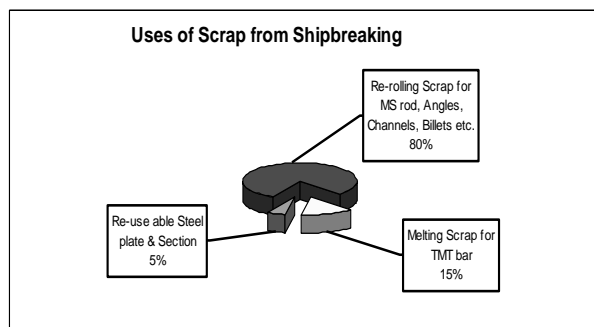 Uses of Scrap from Shipbreaking
Re-rolling Scrap for
MS rod, Angles,
Channels, Billets etc.
80%
Re-use able Steel
plate & Section
5%
Melting Scrap for
TMT bar
15%